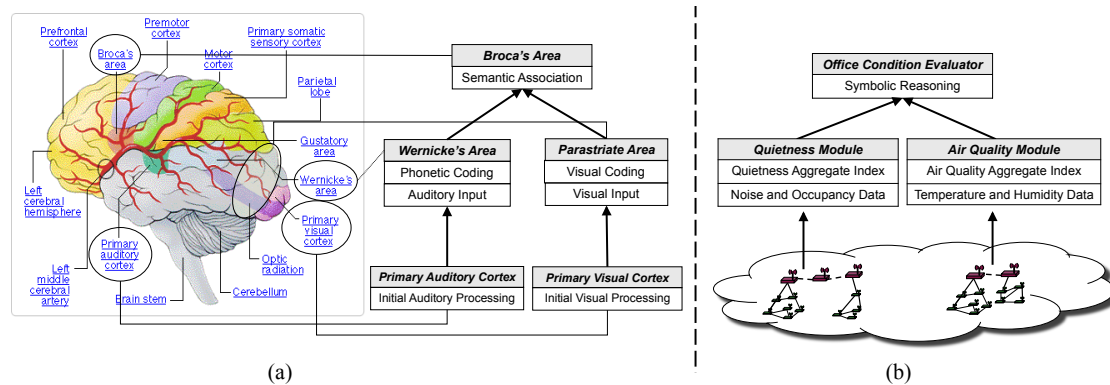 Prefrontal
cortex
Broca's
area
Premotor
cortex
Motor
cortex
Primary somatic
sensory cortex
Parietal
lobe
Gustatory
area
Wernicke's
area
Primary
visual
cortex
Optic
radiation
Cerebellum
Brain stem
Left
cerebral
hemisphere
Primary
auditory
cortex
Left
middle
cerebral
artery
Broca's Area
Semantic Association
Wernicke's Area
Phonetic Coding
Auditory Input
Parastriate Area
Visual Coding
Visual Input
Primary Auditory Cortex
Initial Auditory Processing
Primary Visual Cortex
Initial Visual Processing
(a)
Office Condition Evaluator
Symbolic Reasoning
Quietness Module
Quietness Aggregate Index
Noise and Occupancy Data
Air Quality Module
Air Quality Aggregate Index
Temperature and Humidity Data
(b)